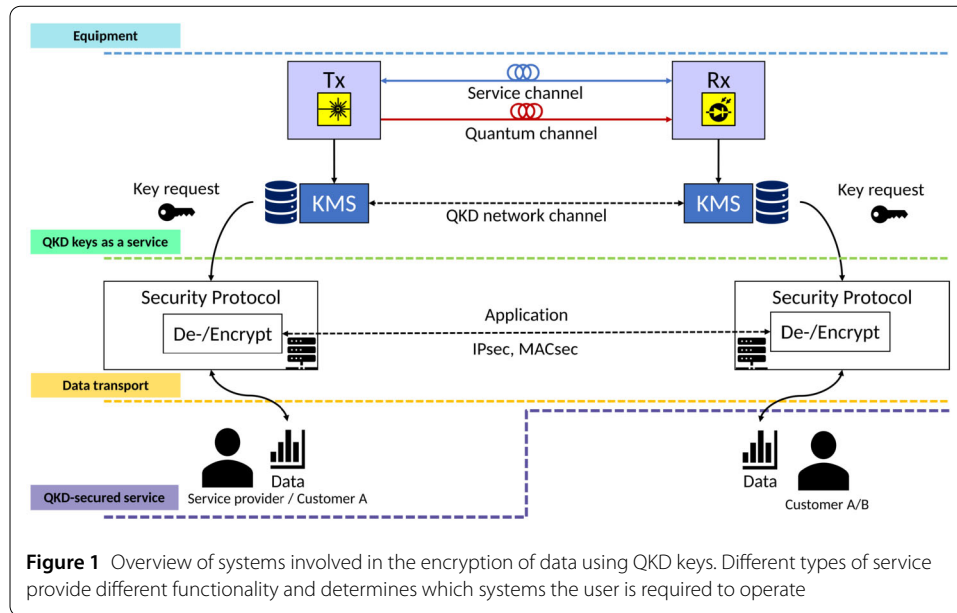 Equipment
Tx
Rx
Service channel
Quantum channel
Key request
KMS
QKD network channel
KMS
Key request
QKD keys as a service
Security Protocol
De-/Encrypt
Application
IPsec, MACsec
Security Protocol
De-/Encrypt
Data transport
Data
Service provider / Customer A
Data
Customer A/B
QKD-secured service
Figure 1 Overview of systems involved in the encryption of data using QKD keys. Different types of service
provide different functionality and determines which systems the user is required to operate